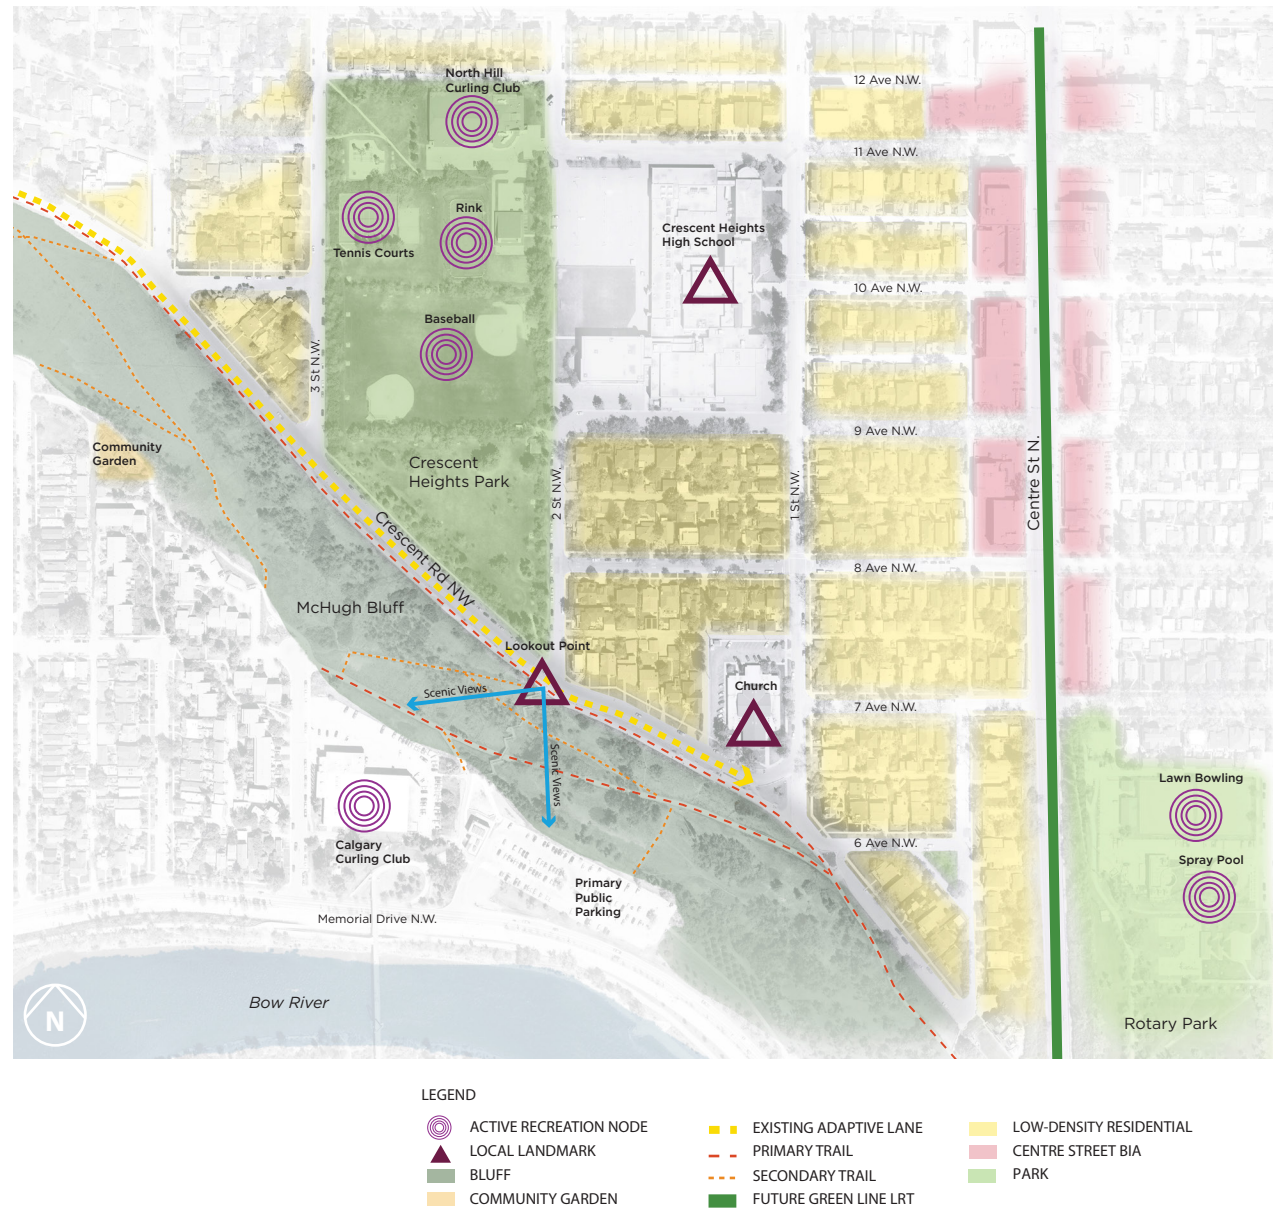 12 Ave N.W.
North Hill
Curling Club
11 Ave N.W.
Rink
Tennis Courts
Crescent Heights
High School
10 Ave N.W.
Baseball
3 St N.W.
9 Ave N.W.
Community
Garden
Crescent
Heights Park
2 St N.W.
1 St N.W.
Centre St N.
Crescent Rd NW
8 Ave N.W.
McHugh Bluff
Lookout Point
Scenic Views
Church
7 Ave N.W.
Scenic Views
Lawn Bowling
Calgary
Curling Club
6 Ave N.W.
Spray Pool
Primary
Public
Parking
Memorial Drive N.W.
Bow River
N
Rotary Park
LEGEND
ACTIVE RECREATION NODE
LOCAL LANDMARK
BLUFF
COMMUNITY GARDEN
EXISTING ADAPTIVE LANE
PRIMARY TRAIL
SECONDARY TRAIL
FUTURE GREEN LINE LRT
LOW-DENSITY RESIDENTIAL
CENTRE STREET BIA
PARK